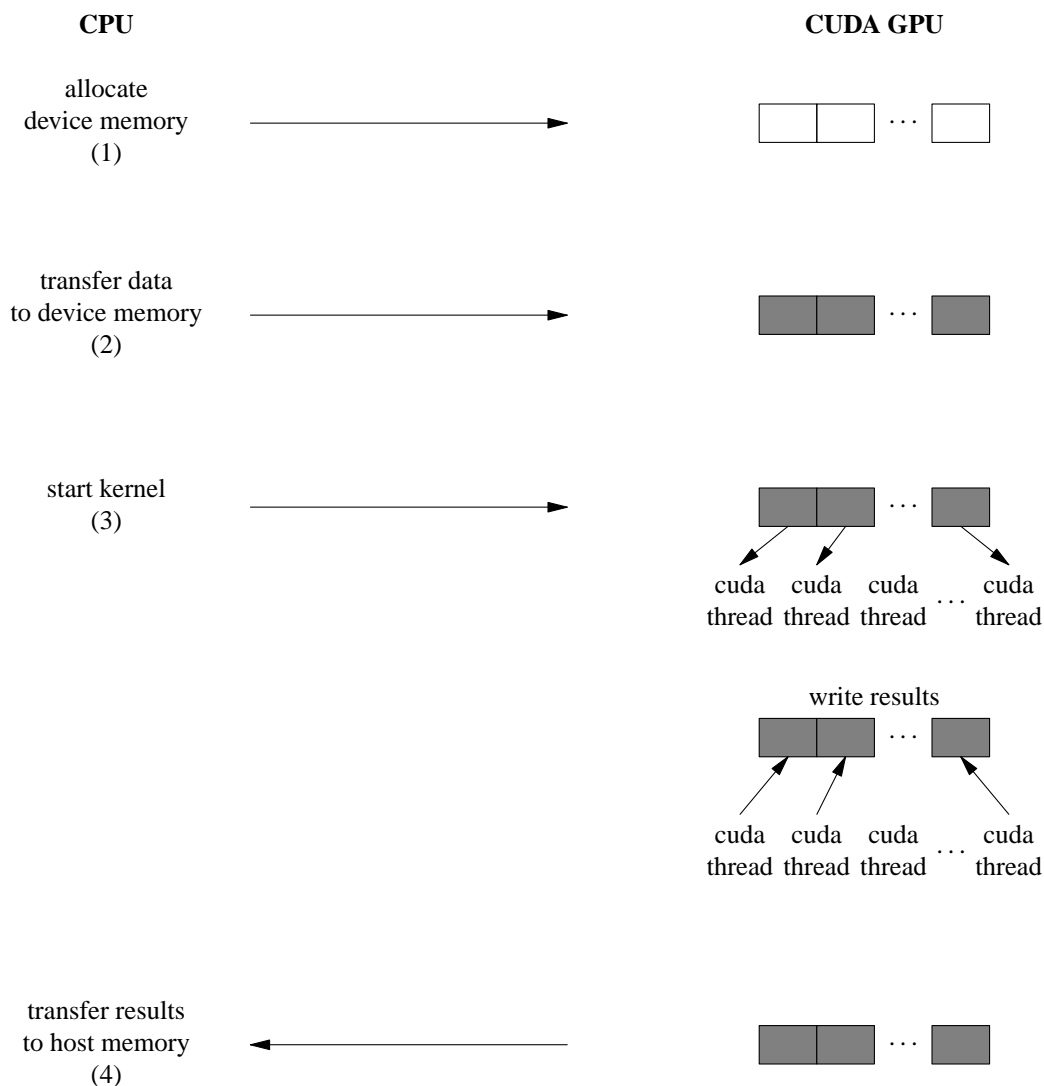 CPU
CUDA GPU
allocate
device memory
(1)
···
transfer data
to device memory
(2)
···
start kernel
(3)
···
cuda cuda cuda cuda
thread thread thread ··· thread
write results
···
cuda cuda cuda cuda
thread thread thread ··· thread
transfer results
to host memory
(4)
···